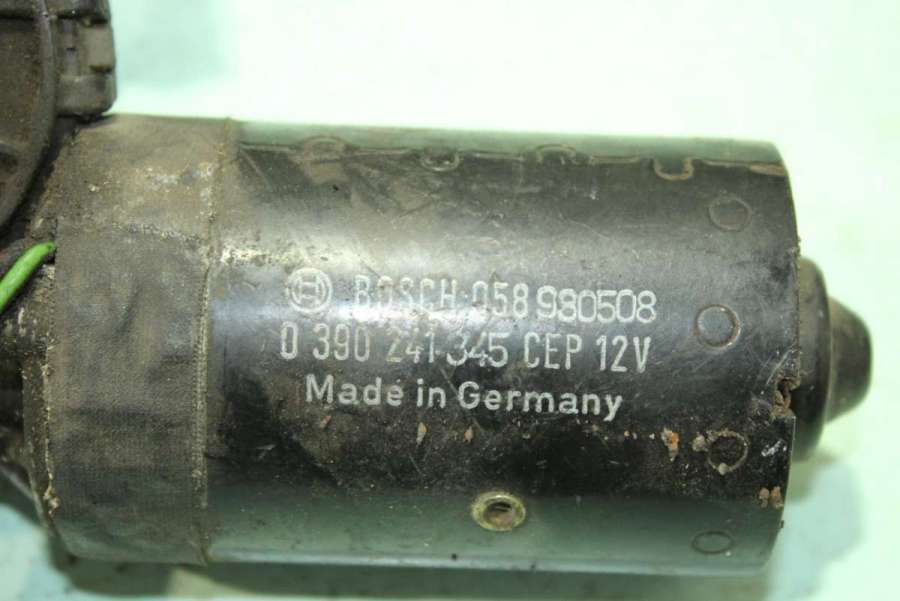 BOSCH 058 980508
0 390 241 345 CEP 12V
Made in Germany